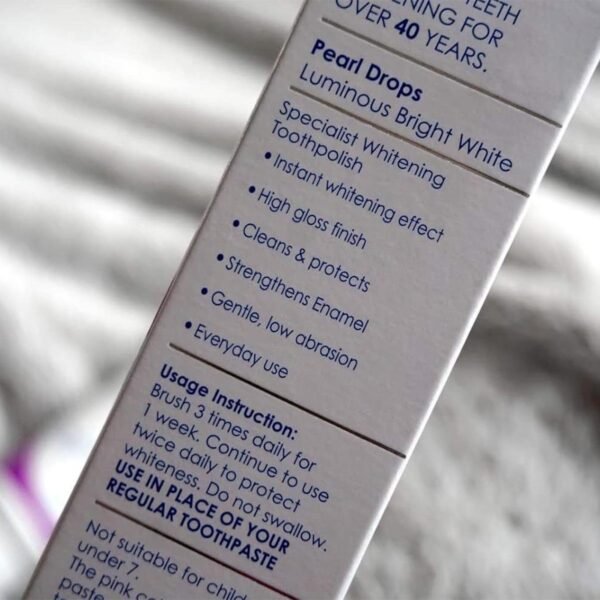 TEETH
ENING FOR
OVER 40 YEARS.
Pearl Drops
Luminous Bright White
Specialist Whitening
Toothpolish
• Instant whitening effect
• High gloss finish
• Cleans & protects
• Strengthens Enamel
• Gentle, low abrasion
• Everyday use
Usage Instruction:
Brush 3 times daily for
1 week. Continue to use
twice daily to protect
whiteness. Do not swallow.
USE IN PLACE OF YOUR
REGULAR TOOTHPASTE
Not suitable for child
under 7.
The pink co
paste